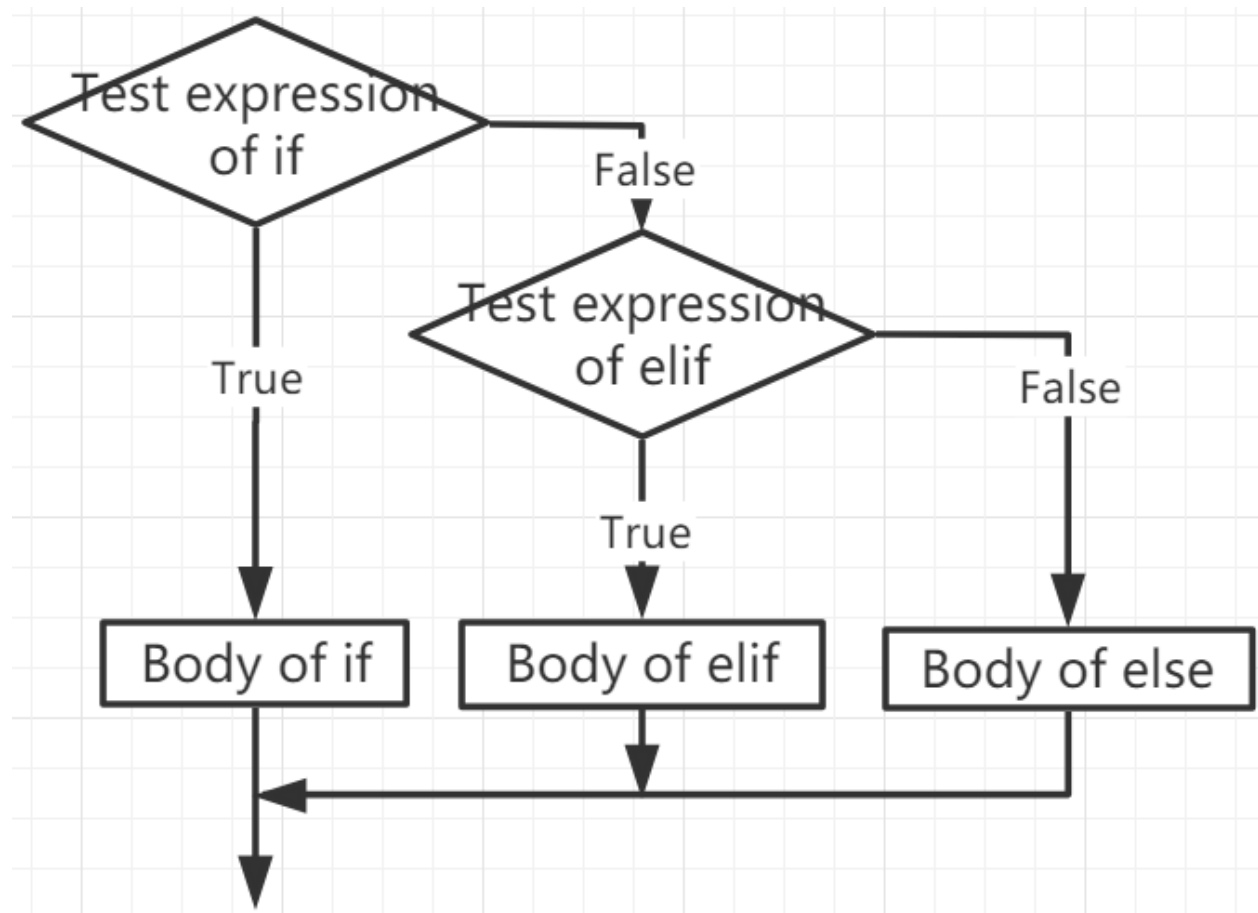 Test expression
of if
False
Test expression
of elif
True
False
True
Body of if
Body of elif
Body of else